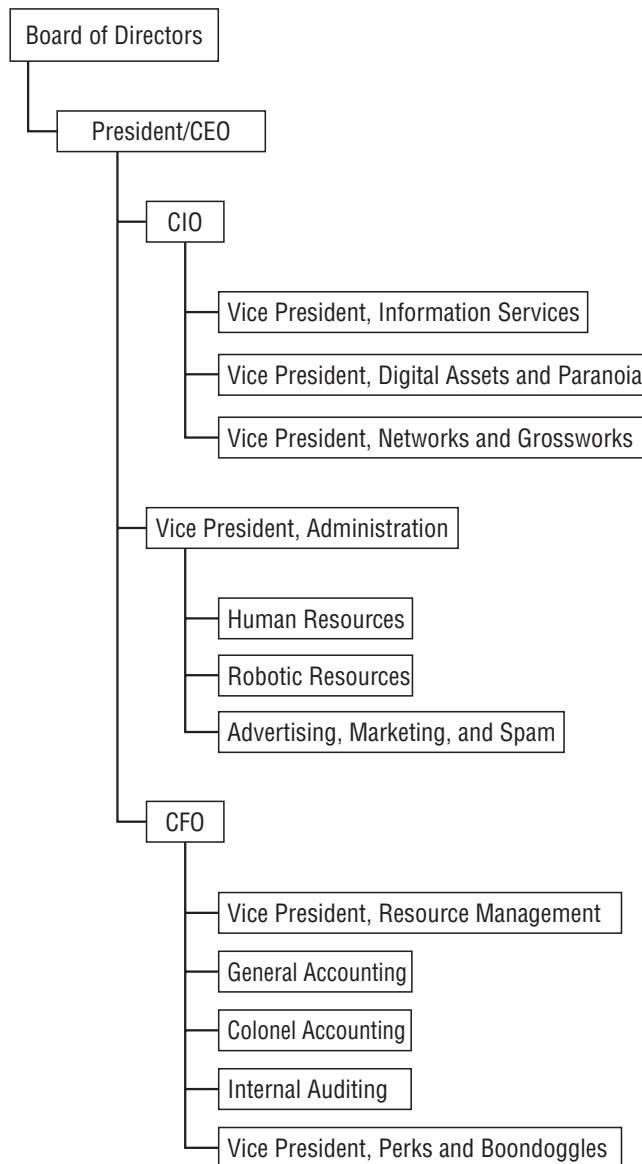 Board of Directors
President/CEO
CIO
Vice President, Information Services
Vice President, Digital Assets and Paranoia
Vice President, Networks and Grossworks
Vice President, Administration
Human Resources
Robotic Resources
Advertising, Marketing, and Spam
CFO
Vice President, Resource Management
General Accounting
Colonel Accounting
Internal Auditing
Vice President, Perks and Boondoggles